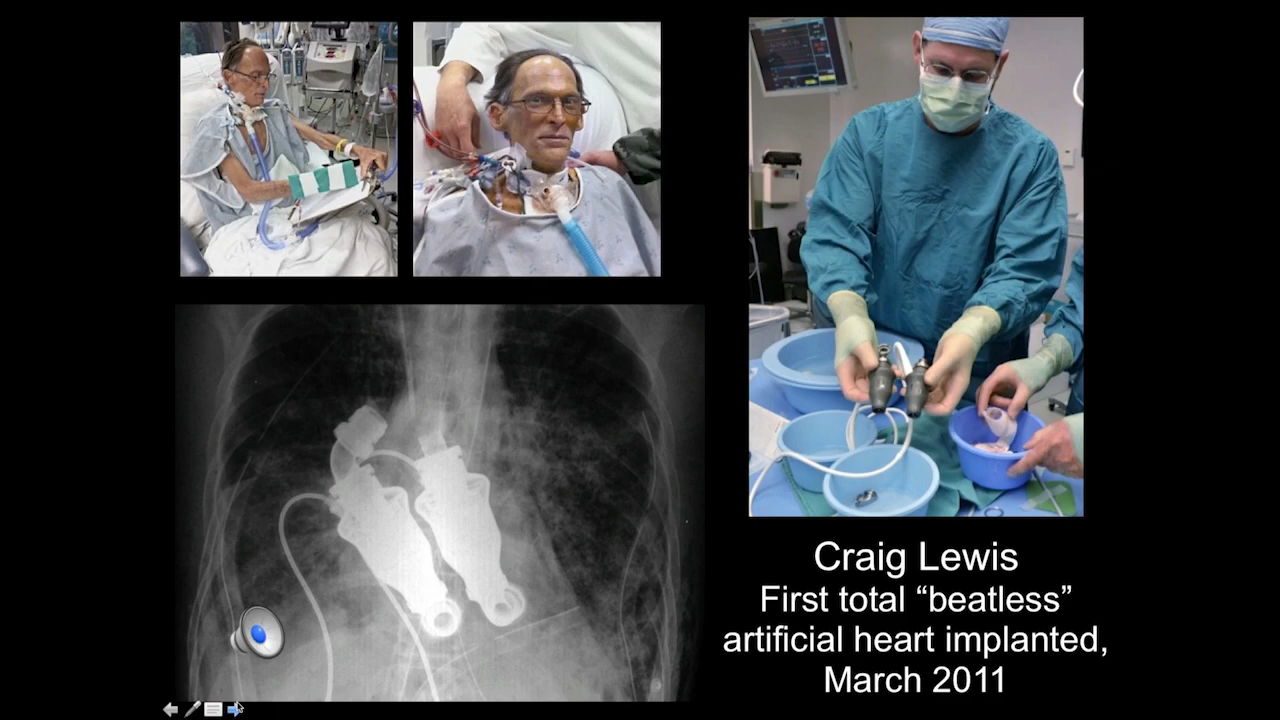 Craig Lewis
First total “beatless”
artificial heart implanted,
March 2011